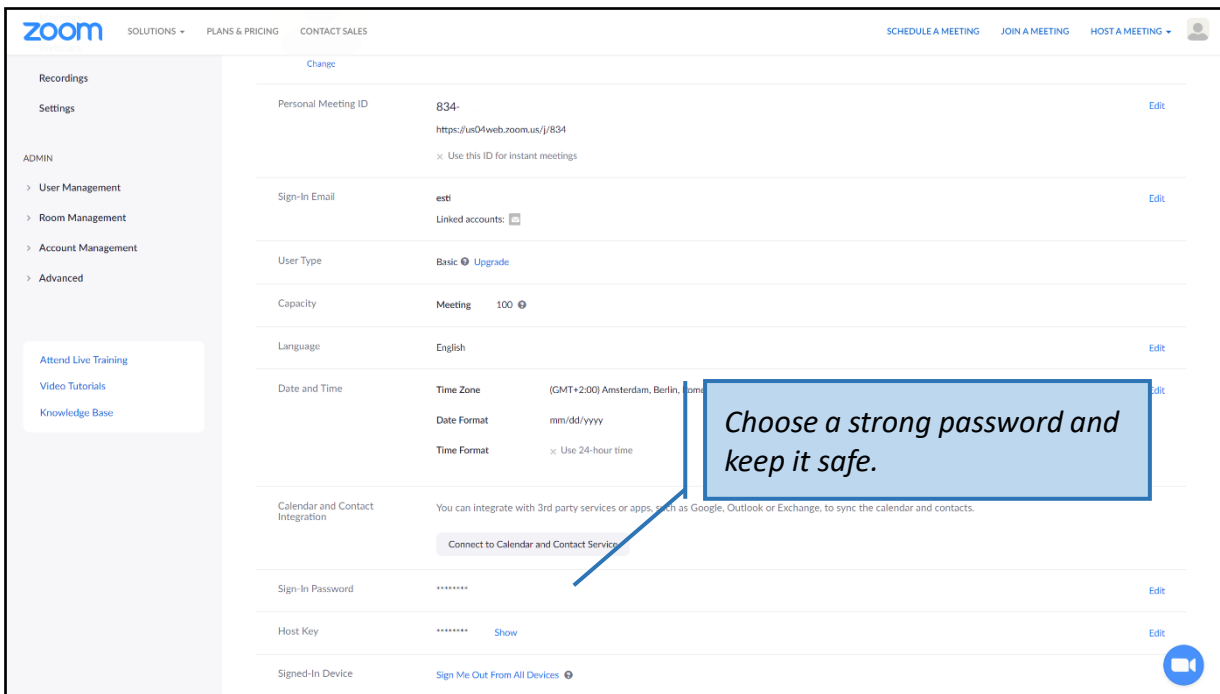 zoom SOLUTIONS PLANS & PRICING CONTACT SALES SCHEDULE A MEETING JOIN A MEETING HOST A MEETING
Recordings
Settings
ADMIN
> User Management
> Room Management
> Account Management
> Advanced
Attend Live Training
Video Tutorials
Knowledge Base
Change
Personal Meeting ID 834- Edit
https://us04web.zoom.us/j/834
× Use this ID for instant meetings
Sign-In Email esti Edit
Linked accounts:
User Type Basic Upgrade
Capacity Meeting 100
Language English Edit
Date and Time Time Zone (GMT+2:00) Amsterdam, Berlin, Edit
Date Format mm/dd/yyyy
Time Format × Use 24-hour time
Choose a strong password and
keep it safe.
Calendar and Contact
Integration
You can integrate with 3rd party services or apps, such as Google, Outlook or Exchange, to sync the calendar and contacts.
Connect to Calendar and Contact Service
Sign-In Password ******** Edit
Host Key ******** Show Edit
Signed-In Device Sign Me Out From All Devices